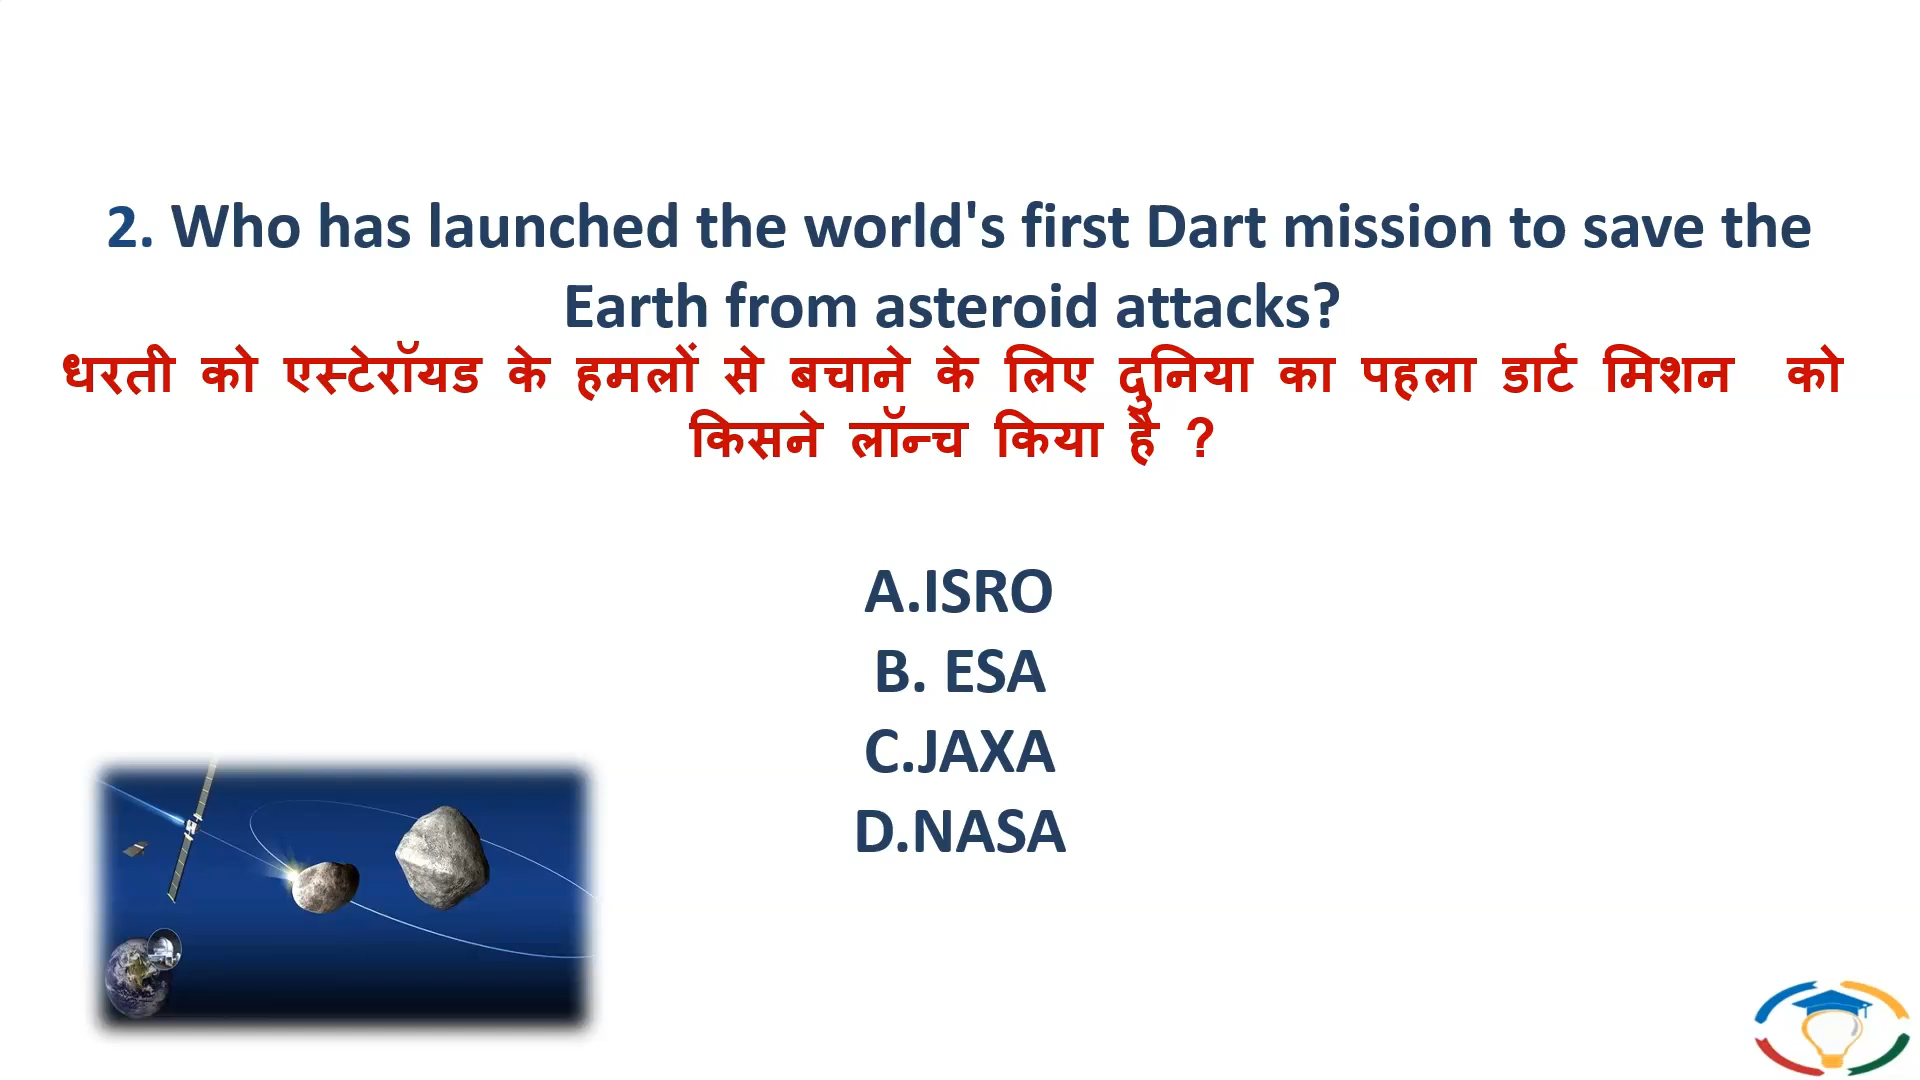 2. Who has launched the world's first Dart mission to save the
Earth from asteroid attacks?
धरती को एस्टेरॉयड के हमलों से बचाने के लिए दुनिया का पहला डार्ट मिशन को
किसने लॉन्च किया है ?
A.ISRO
B. ESA
C.JAXA
D.NASA